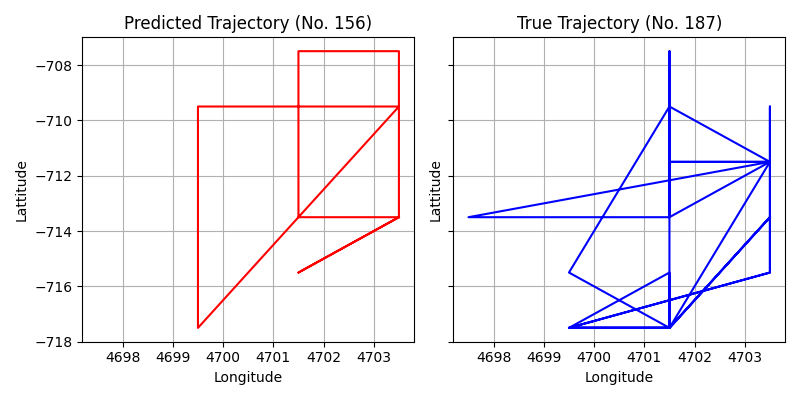 Predicted Trajectory (No. 156)
True Trajectory (No. 187)
Lattitude
−708
−710
−712
−714
−716
−718
4698 4699 4700 4701 4702 4703
Longitude
Lattitude
4698 4699 4700 4701 4702 4703
Longitude